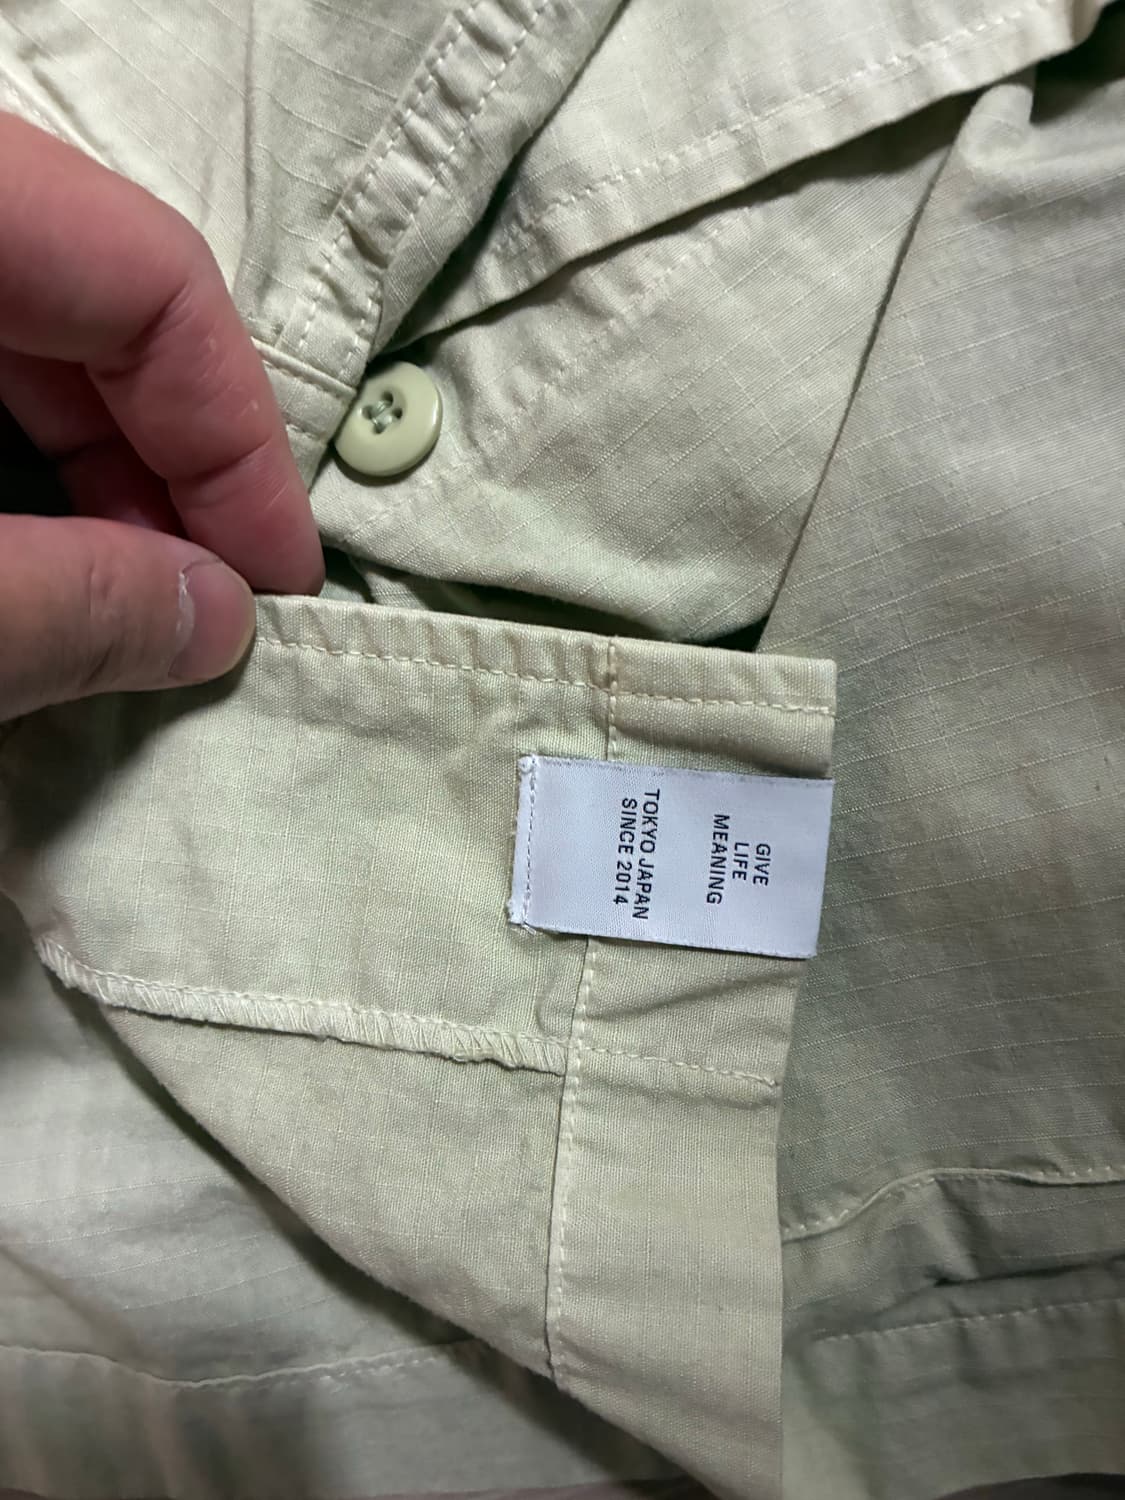 GIVE
LIFE
MEANING
TOKYO JAPAN
SINCE 2014